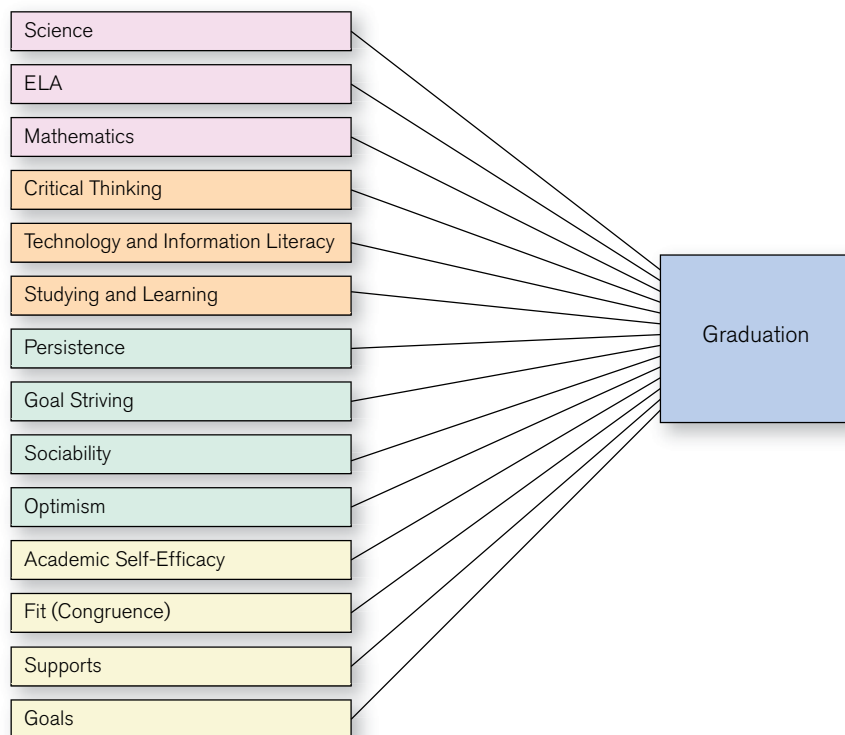 Science
ELA
Mathematics
Critical Thinking
Technology and Information Literacy
Studying and Learning
Persistence
Goal Striving
Sociability
Optimism
Academic Self-Efficacy
Fit (Congruence)
Supports
Goals
Graduation